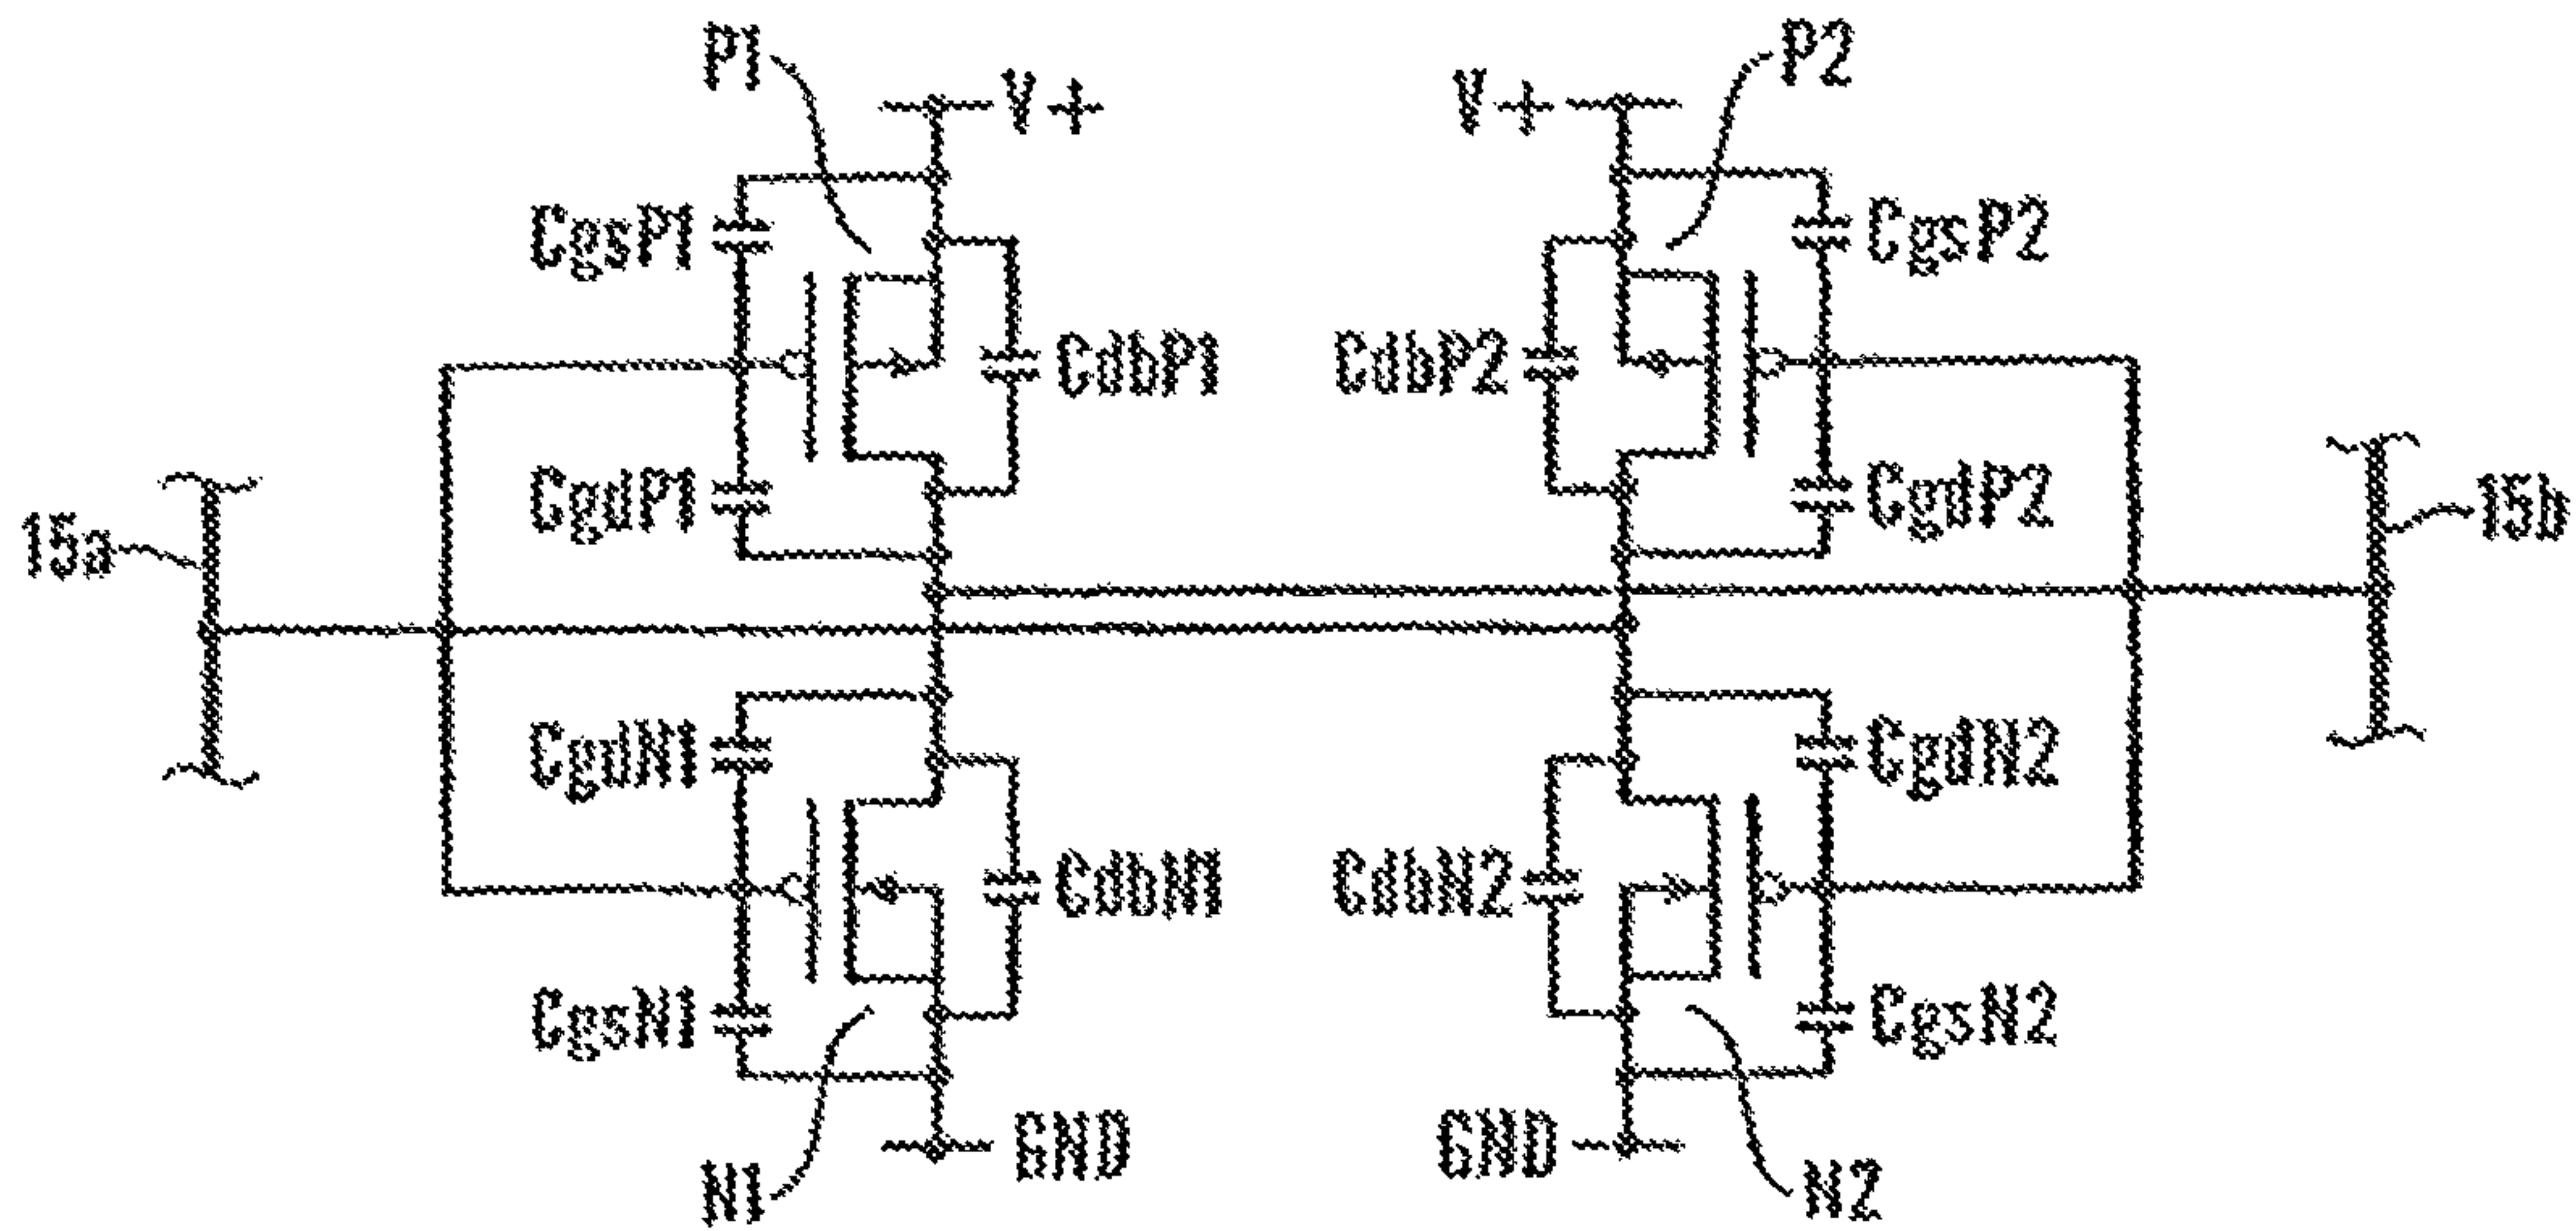 P1
P2
V+
V+
CgsP1
CgsP2
CdbP1
CdbP2
CgdP1
CgdP2
15a
15b
CgdN1
CgdN2
CdbN1
CdbN2
CgsN1
CgsN2
GND
GND
N1
N2